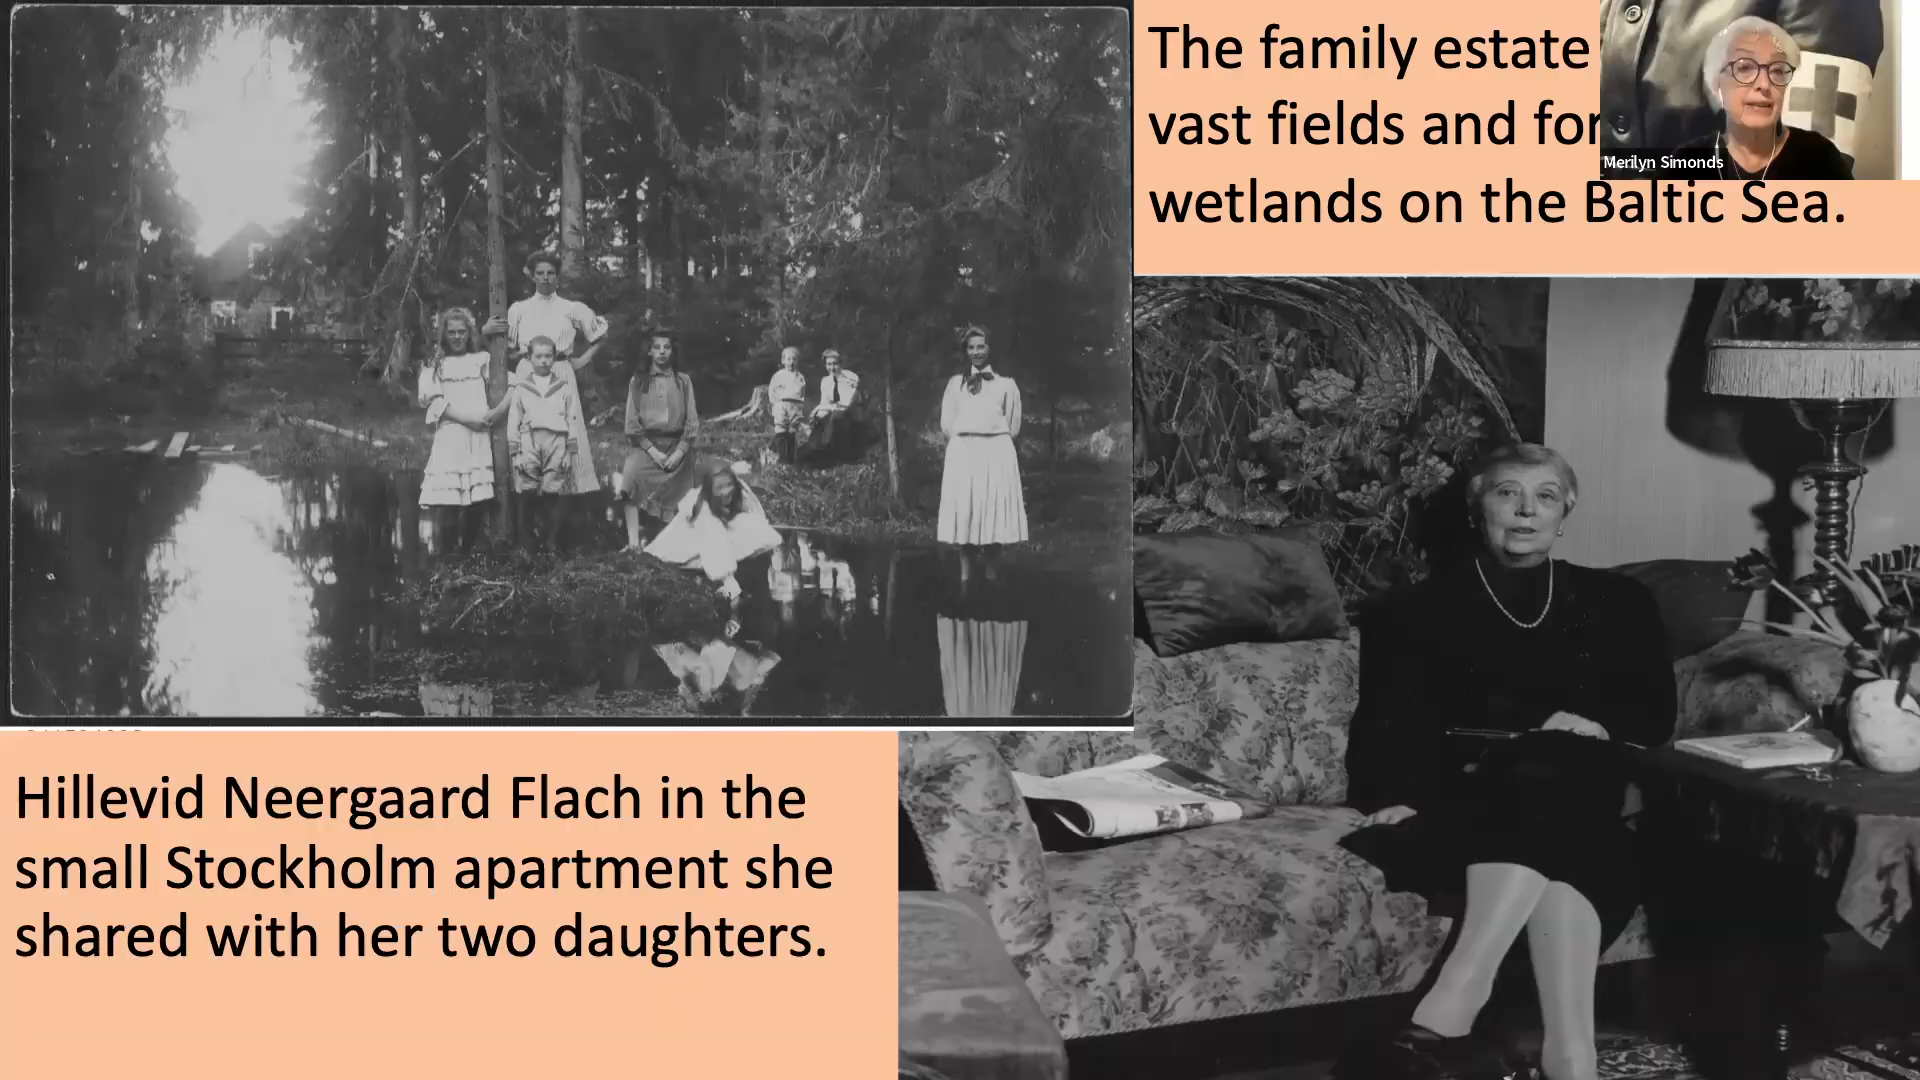 The family estate
vast fields and for
wetlands on the Baltic Sea.
Merilyn Simonds
Hillevid Neergaard Flach in the
small Stockholm apartment she
shared with her two daughters.